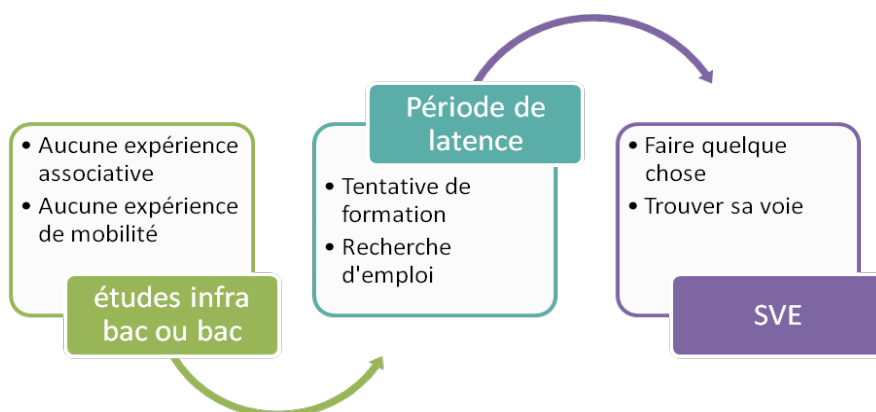 • Aucune expérience
associative
• Aucune expérience
de mobilité
études infra
bac ou bac
Période de
latence
• Tentative de
formation
• Recherche
d'emploi
• Faire quelque
chose
• Trouver sa voie
SVE